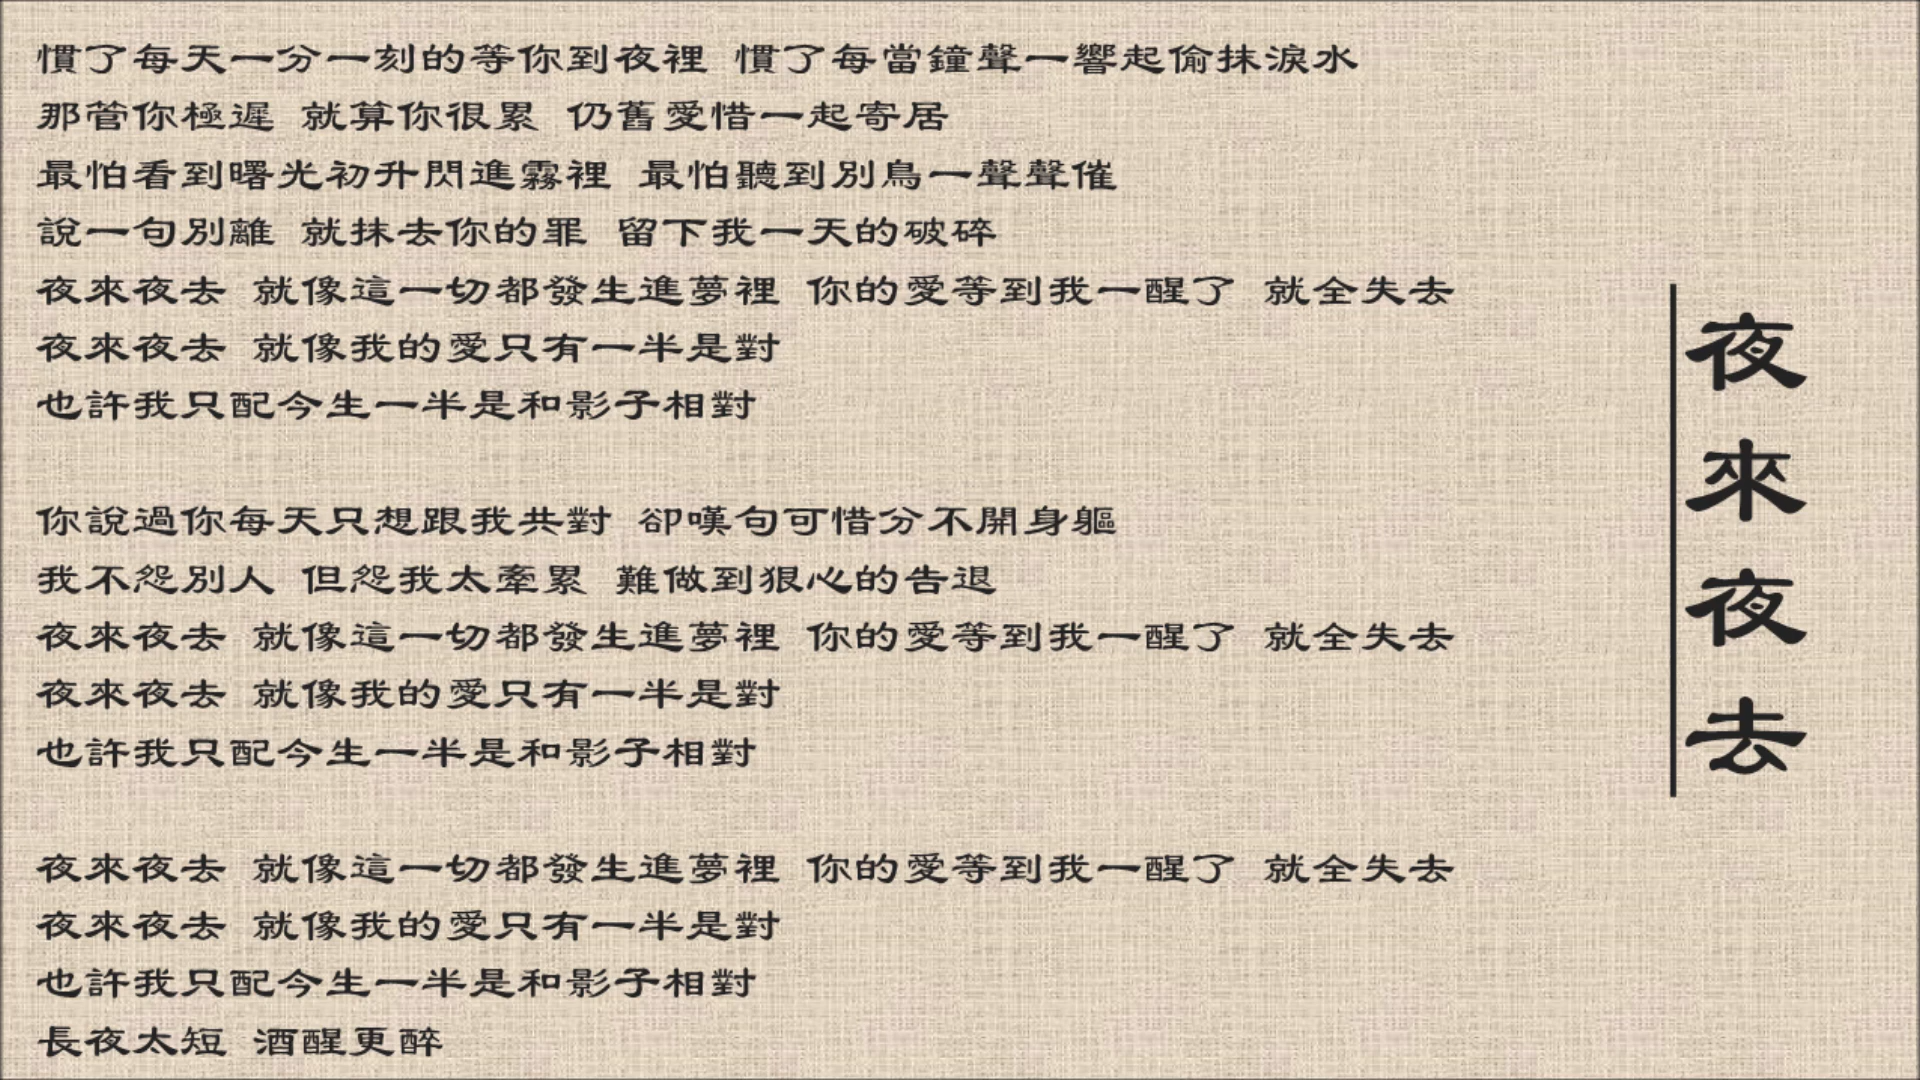 慣了每天一分一刻的等你到夜裡 慣了每當鐘聲一響起偷抹淚水
那管你極遲 就算你很累 仍舊愛惜一起寄居
最怕看到曙光初升閃進霧裡 最怕聽到別鳥一聲聲催
說一句別離 就抹去你的罪 留下我一天的破碎
夜來夜去 就像這一切都發生進夢裡 你的愛等到我一醒了 就全失去
夜來夜去 就像我的愛只有一半是對
也許我只配今生一半是和影子相對
你說過你每天只想跟我共對 卻嘆句可惜分不開身軀
我不怨別人 但怨我太牽累 難做到狠心的告退
夜來夜去 就像這一切都發生進夢裡 你的愛等到我一醒了 就全失去
夜來夜去 就像我的愛只有一半是對
也許我只配今生一半是和影子相對
夜來夜去 就像這一切都發生進夢裡 你的愛等到我一醒了 就全失去
夜來夜去 就像我的愛只有一半是對
也許我只配今生一半是和影子相對
長夜太短 酒醒更醉
夜來夜去